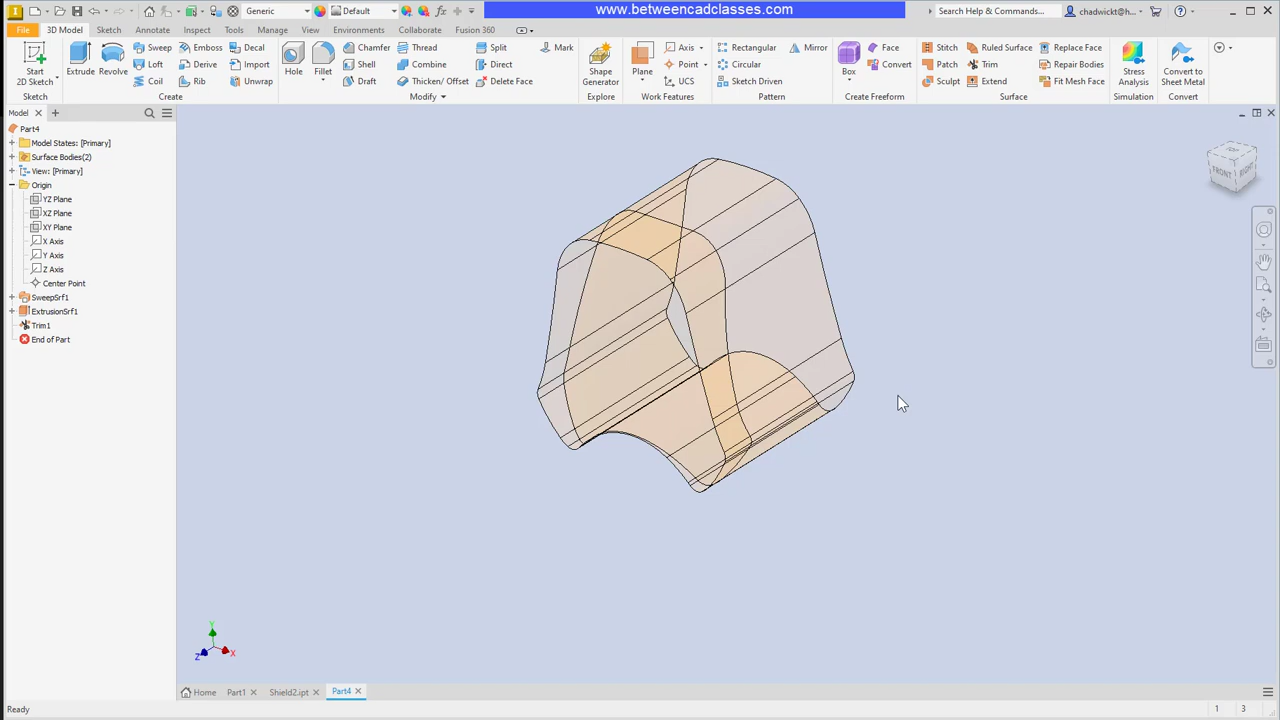 Generic
Default
www.betweencadclasses.com
Search Help & Commands...
chadwickt@h...
File
3D Model
Sketch
Annotate
Inspect
Tools
Manage
View
Environments
Collaborate
Fusion 360
Start
2D Sketch
Extrude
Revolve
Sweep
Loft
Coil
Emboss
Derive
Rib
Decal
Import
Unwrap
Hole
Fillet
Chamfer
Shell
Draft
Thread
Combine
Thicken/ Offset
Split
Direct
Delete Face
Mark
Shape
Generator
Plane
Axis
Point
UCS
Rectangular
Circular
Sketch Driven
Mirror
Box
Face
Convert
Stitch
Patch
Sculpt
Ruled Surface
Trim
Extend
Replace Face
Repair Bodies
Fit Mesh Face
Stress
Analysis
Convert to
Sheet Metal
Sketch
Create
Modify
Explore
Work Features
Pattern
Create Freeform
Surface
Simulation
Convert
Model
Part4
Model States: [Primary]
Surface Bodies(2)
View: [Primary]
Origin
YZ Plane
XZ Plane
XY Plane
X Axis
Y Axis
Z Axis
Center Point
SweepSrf1
ExtrusionSrf1
Trim1
End of Part
FRONT
RIGHT
Y
Z
X
Home
Part1
Shield2.ipt
Part4
Ready
1
3